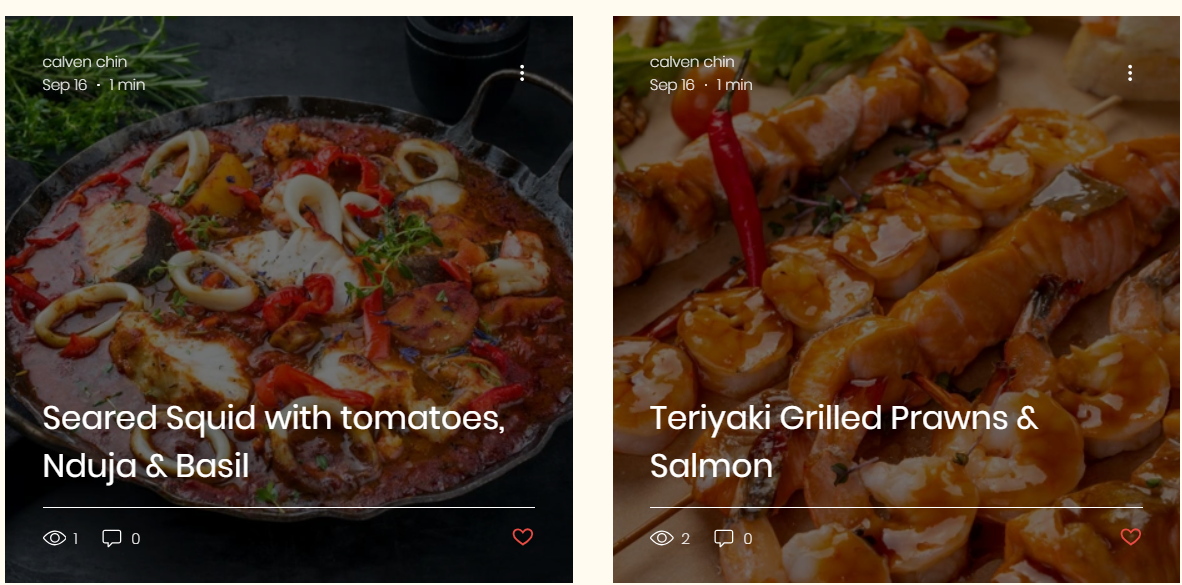 calven chin
Sep 16 · 1 min
Seared Squid with tomatoes,
Nduja & Basil
1 0
calven chin
Sep 16 · 1 min
Teriyaki Grilled Prawns &
Salmon
2 0